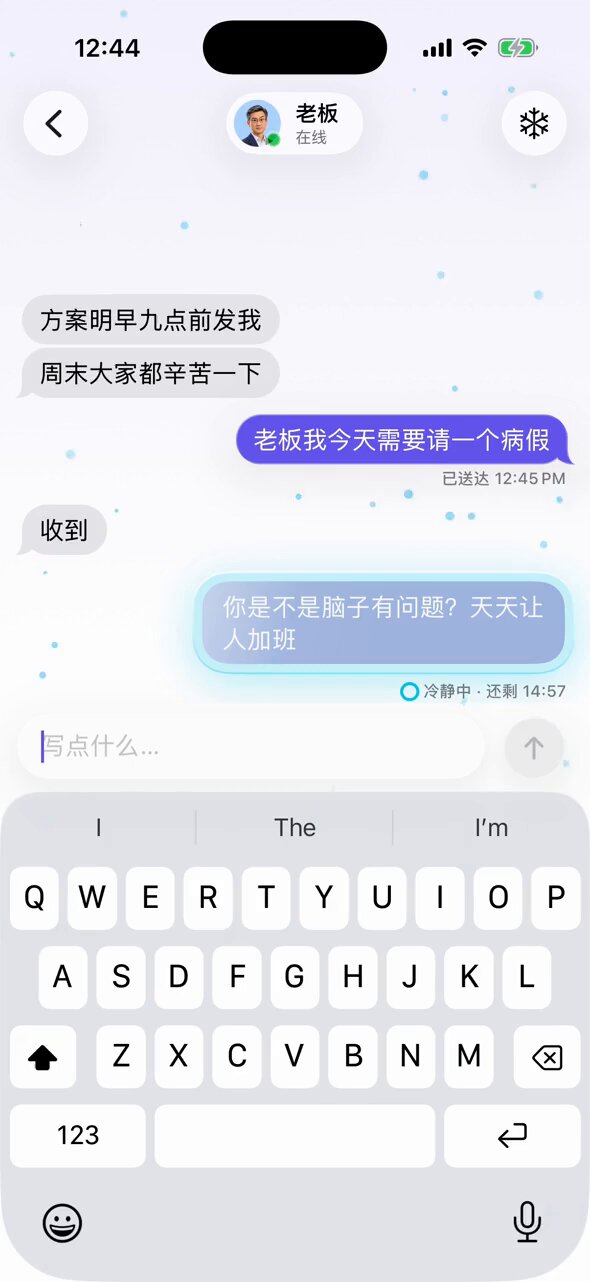 12:44
老板
在线
方案明早九点前发我
周末大家都辛苦一下
老板我今天需要请一个病假
已送达 12:45 PM
收到
你是不是脑子有问题？天天让
人加班
冷静中 · 还剩 14:57
写点什么...
I The I'm
Q W E R T Y U I O P
A S D F G H J K L
Z X C V B N M
123